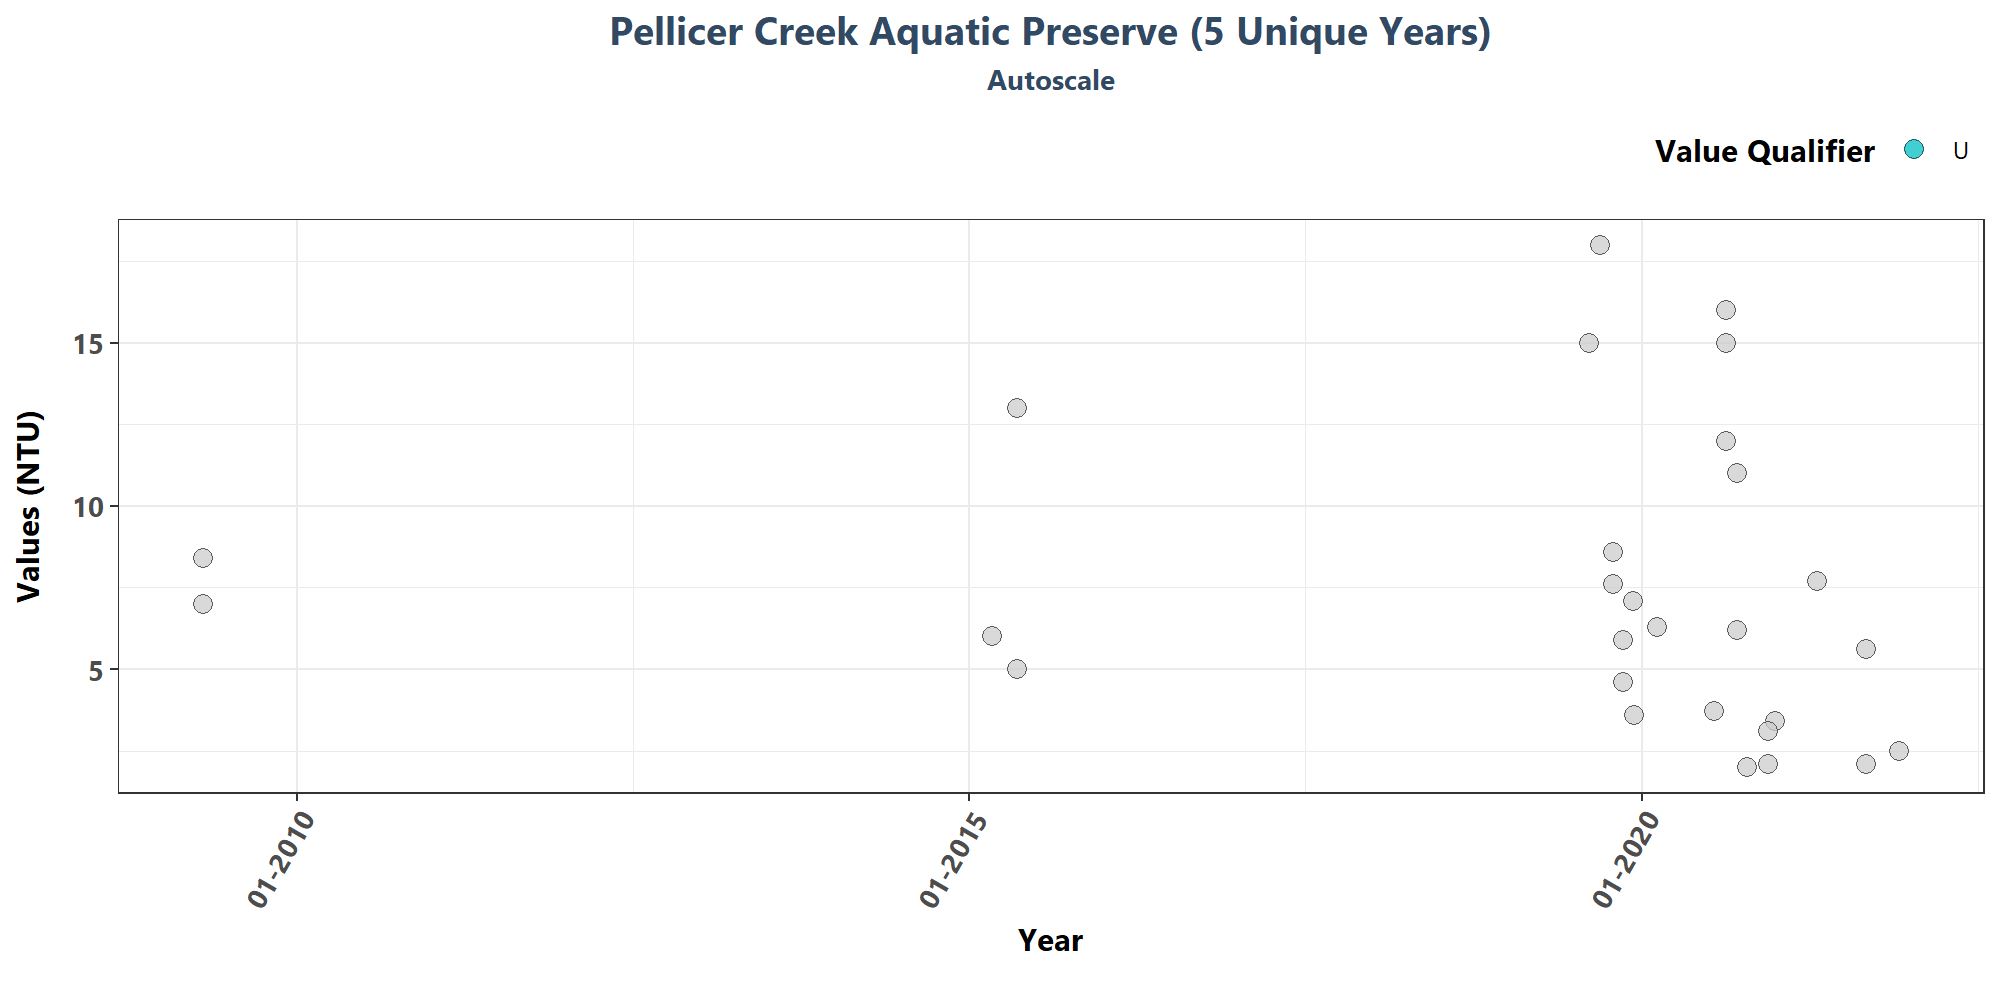 Pellicer Creek Aquatic Preserve (5 Unique Years)
Autoscale
Value Qualifier U
Values (NTU)
15
10
5
01-2010
01-2015
01-2020
Year